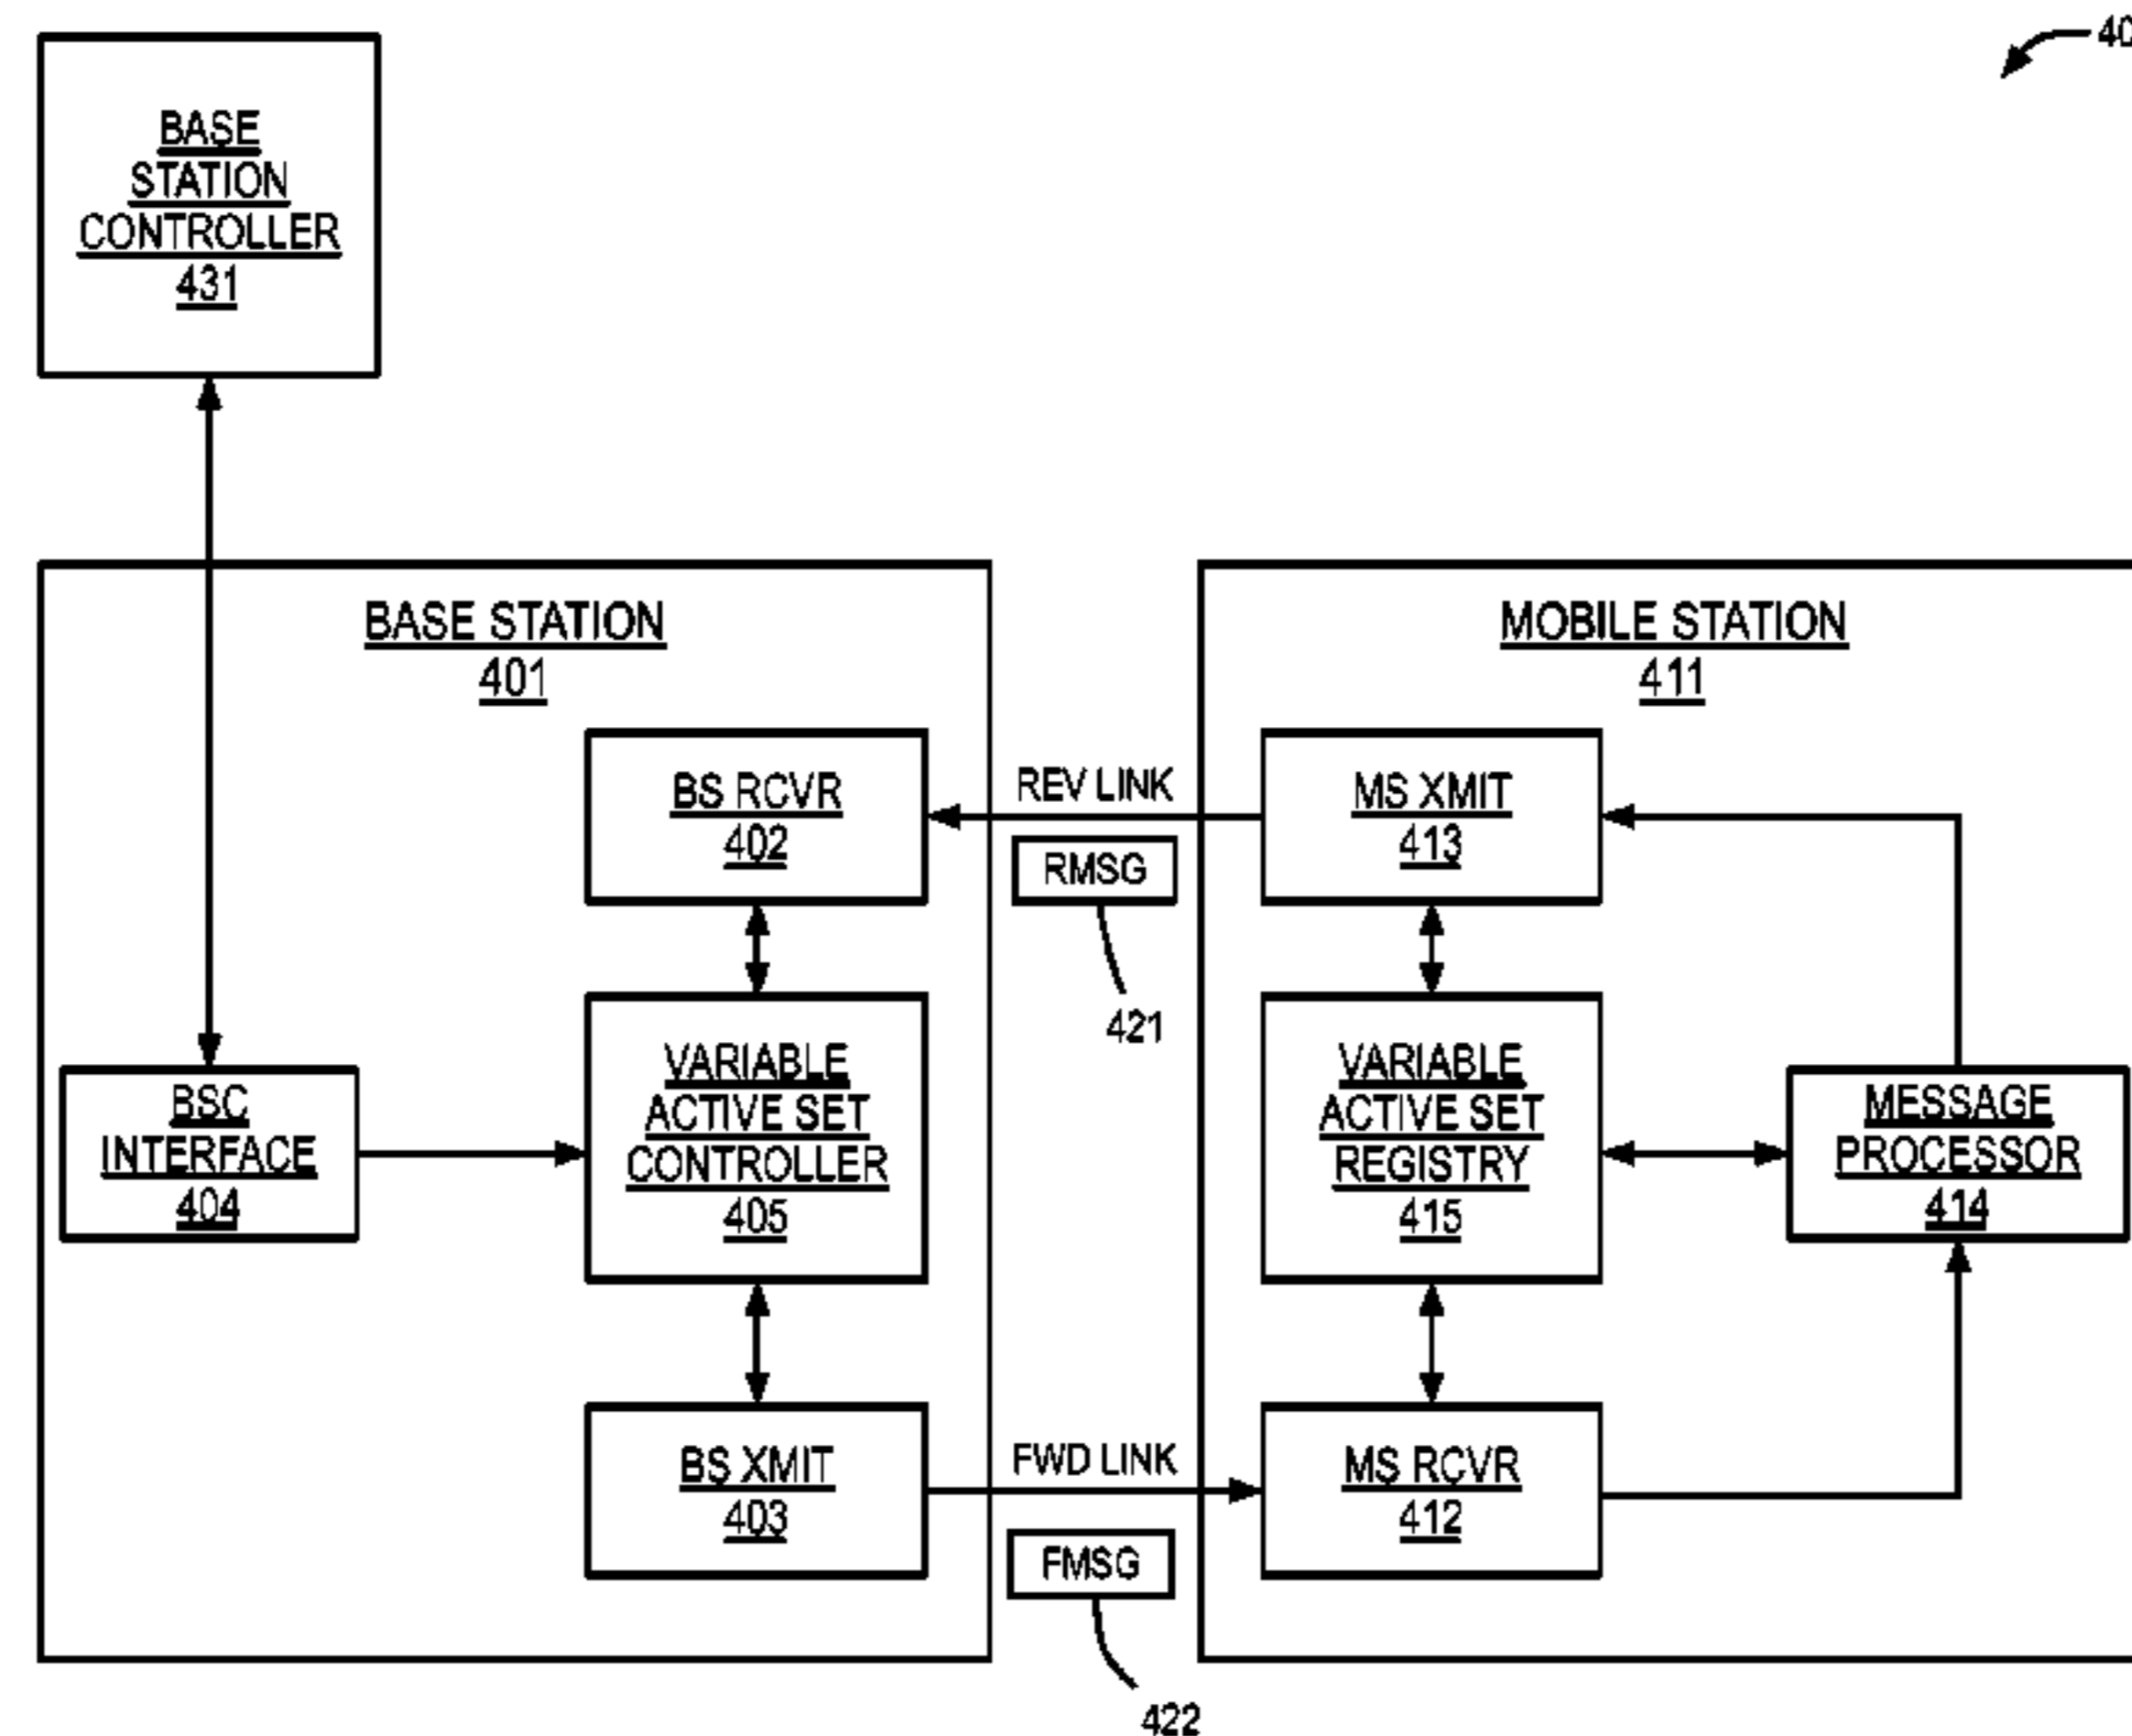 40
BASE
STATION
CONTROLLER
431
BASE STATION
401
MOBILE STATION
411
BS RCVR
402
REV LINK
RMSG
421
MS XMIT
413
BSC
INTERFACE
404
VARIABLE
ACTIVE SET
CONTROLLER
405
VARIABLE
ACTIVE SET
REGISTRY
415
MESSAGE
PROCESSOR
414
BS XMIT
403
FWD LINK
FMSG
422
MS RCVR
412